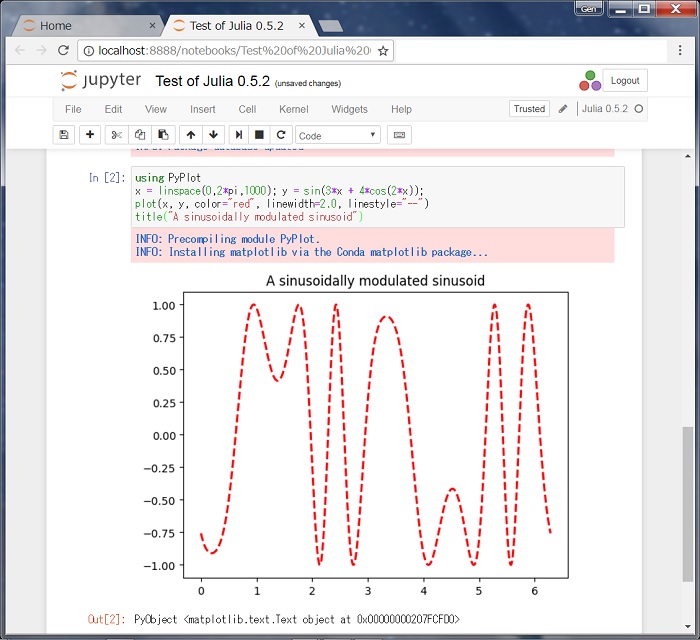 Gen
Home
Test of Julia 0.5.2
localhost:8888/notebooks/Test%20of%20Julia%20
jupyter Test of Julia 0.5.2 (unsaved changes)
Logout
File Edit View Insert Cell Kernel Widgets Help
Trusted
Julia 0.5.2
Code
INFO: Package database updated
In [2]: using PyPlot
x = linspace(0,2*pi,1000); y = sin(3*x + 4*cos(2*x));
plot(x, y, color="red", linewidth=2.0, linestyle="--")
title("A sinusoidally modulated sinusoid")
INFO: Precompiling module PyPlot.
INFO: Installing matplotlib via the Conda matplotlib package...
A sinusoidally modulated sinusoid
1.00
0.75
0.50
0.25
0.00
−0.25
−0.50
−0.75
−1.00
0 1 2 3 4 5 6
Out[2]: PyObject <matplotlib.text.Text object at 0x00000000207FCFD0>